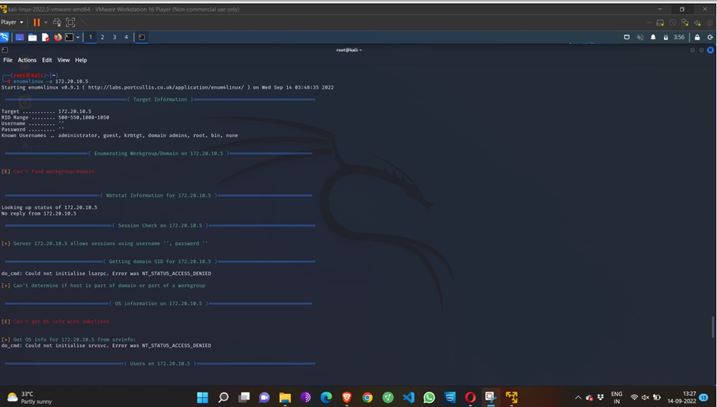 kali-linux-2022.3-vmware-amd64 - VMware Workstation 16 Player (Non-commercial use only)
Player
1 2 3 4
3:56
root@kali: ~
File Actions Edit View Help
(root@kali)-[~]
enum4linux -a 172.20.10.5
Starting enum4linux v0.9.1 ( http://labs.portcullis.co.uk/application/enum4linux/ ) on Wed Sep 14 03:48:35 2022
( Target Information )
Target ........... 172.20.10.5
RID Range ........ 500-550,1000-1050
Username ......... ''
Password ......... ''
Known Usernames .. administrator, guest, krbtgt, domain admins, root, bin, none
( Enumerating Workgroup/Domain on 172.20.10.5 )
[E] Can't find workgroup/domain
( Nbtstat Information for 172.20.10.5 )
Looking up status of 172.20.10.5
No reply from 172.20.10.5
( Session Check on 172.20.10.5 )
[+] Server 172.20.10.5 allows sessions using username '', password ''
( Getting domain SID for 172.20.10.5 )
do_cmd: Could not initialise lsarpc. Error was NT_STATUS_ACCESS_DENIED
[+] Can't determine if host is part of domain or part of a workgroup
( OS information on 172.20.10.5 )
[E] Can't get OS info with smbclient
[+] Got OS info for 172.20.10.5 from srvinfo:
do_cmd: Could not initialise srvsvc. Error was NT_STATUS_ACCESS_DENIED
( Users on 172.20.10.5 )
33°C
Partly sunny
ENG
IN
13:27
14-09-2022